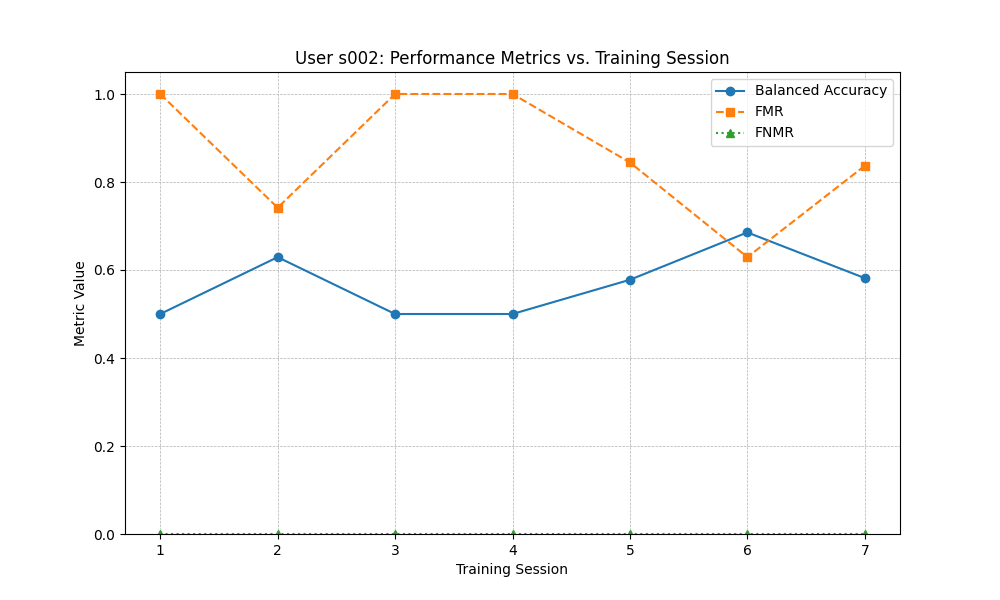 User s002: Performance Metrics vs. Training Session
Balanced Accuracy
FMR
FNMR
Metric Value
1.0
0.8
0.6
0.4
0.2
0.0
1 2 3 4 5 6 7
Training Session